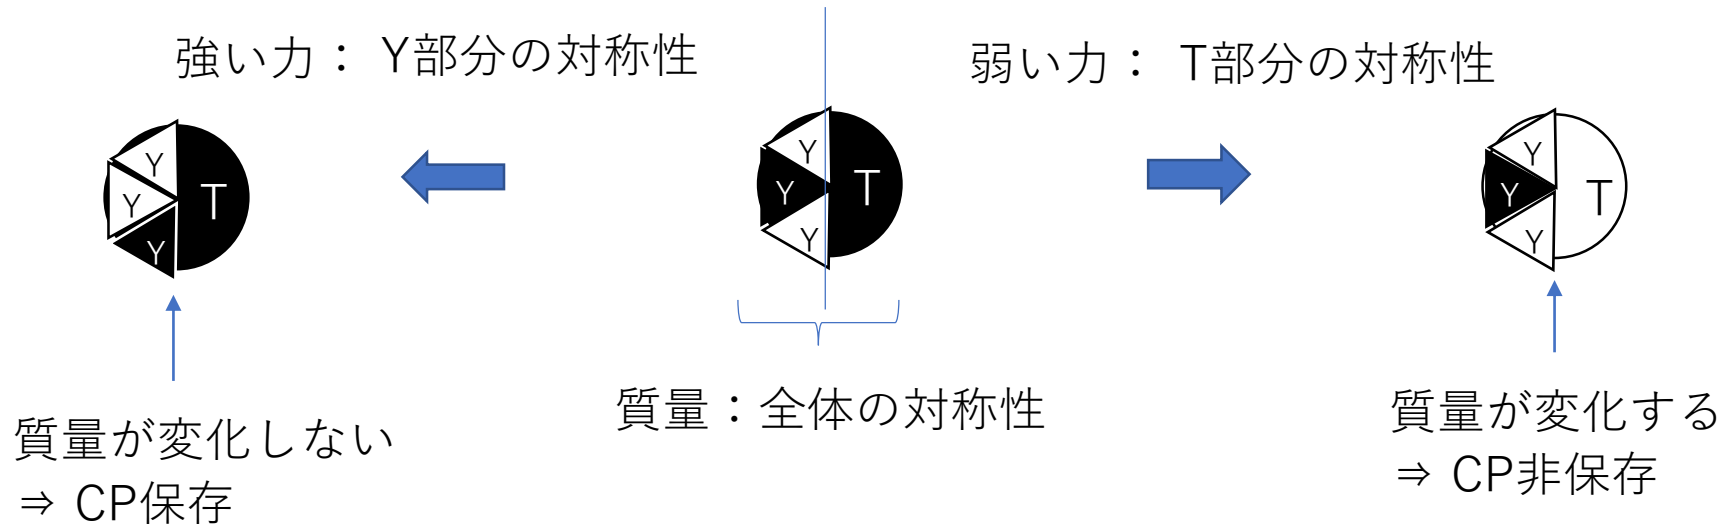 強い力： Y部分の対称性
弱い力： T部分の対称性
Y
Y
Y
T
Y
Y
Y
T
Y
Y
Y
T
質量が変化しない
⇒ CP保存
質量：全体の対称性
質量が変化する
⇒ CP非保存